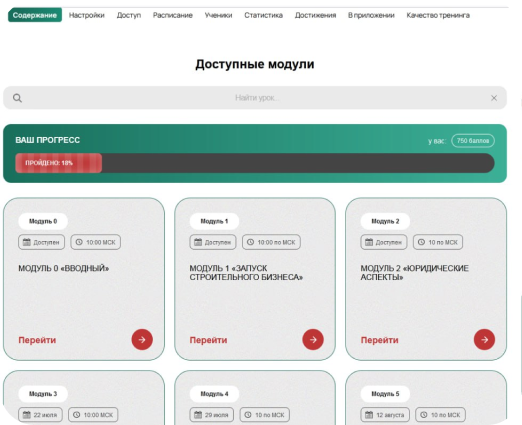 Содержание Настройки Доступ Расписание Ученики Статистика Достижения В приложении Качество тренинга
Доступные модули
Найти урок
ВАШ ПРОГРЕСС
у вас: 750 баллов
ПРОЙДЕНО: 18%
Модуль 0
Доступен 10:00 МСК
МОДУЛЬ 0 «ВВОДНЫЙ»
Перейти
Модуль 1
Доступен 10:00 по МСК
МОДУЛЬ 1 «ЗАПУСК
СТРОИТЕЛЬНОГО БИЗНЕСА»
Перейти
Модуль 2
Доступен 10 по МСК
МОДУЛЬ 2 «ЮРИДИЧЕСКИЕ
АСПЕКТЫ»
Перейти
Модуль 3
22 июля 10:00 МСК
Модуль 4
29 июля 10 по МСК
Модуль 5
12 августа 10 по МСК